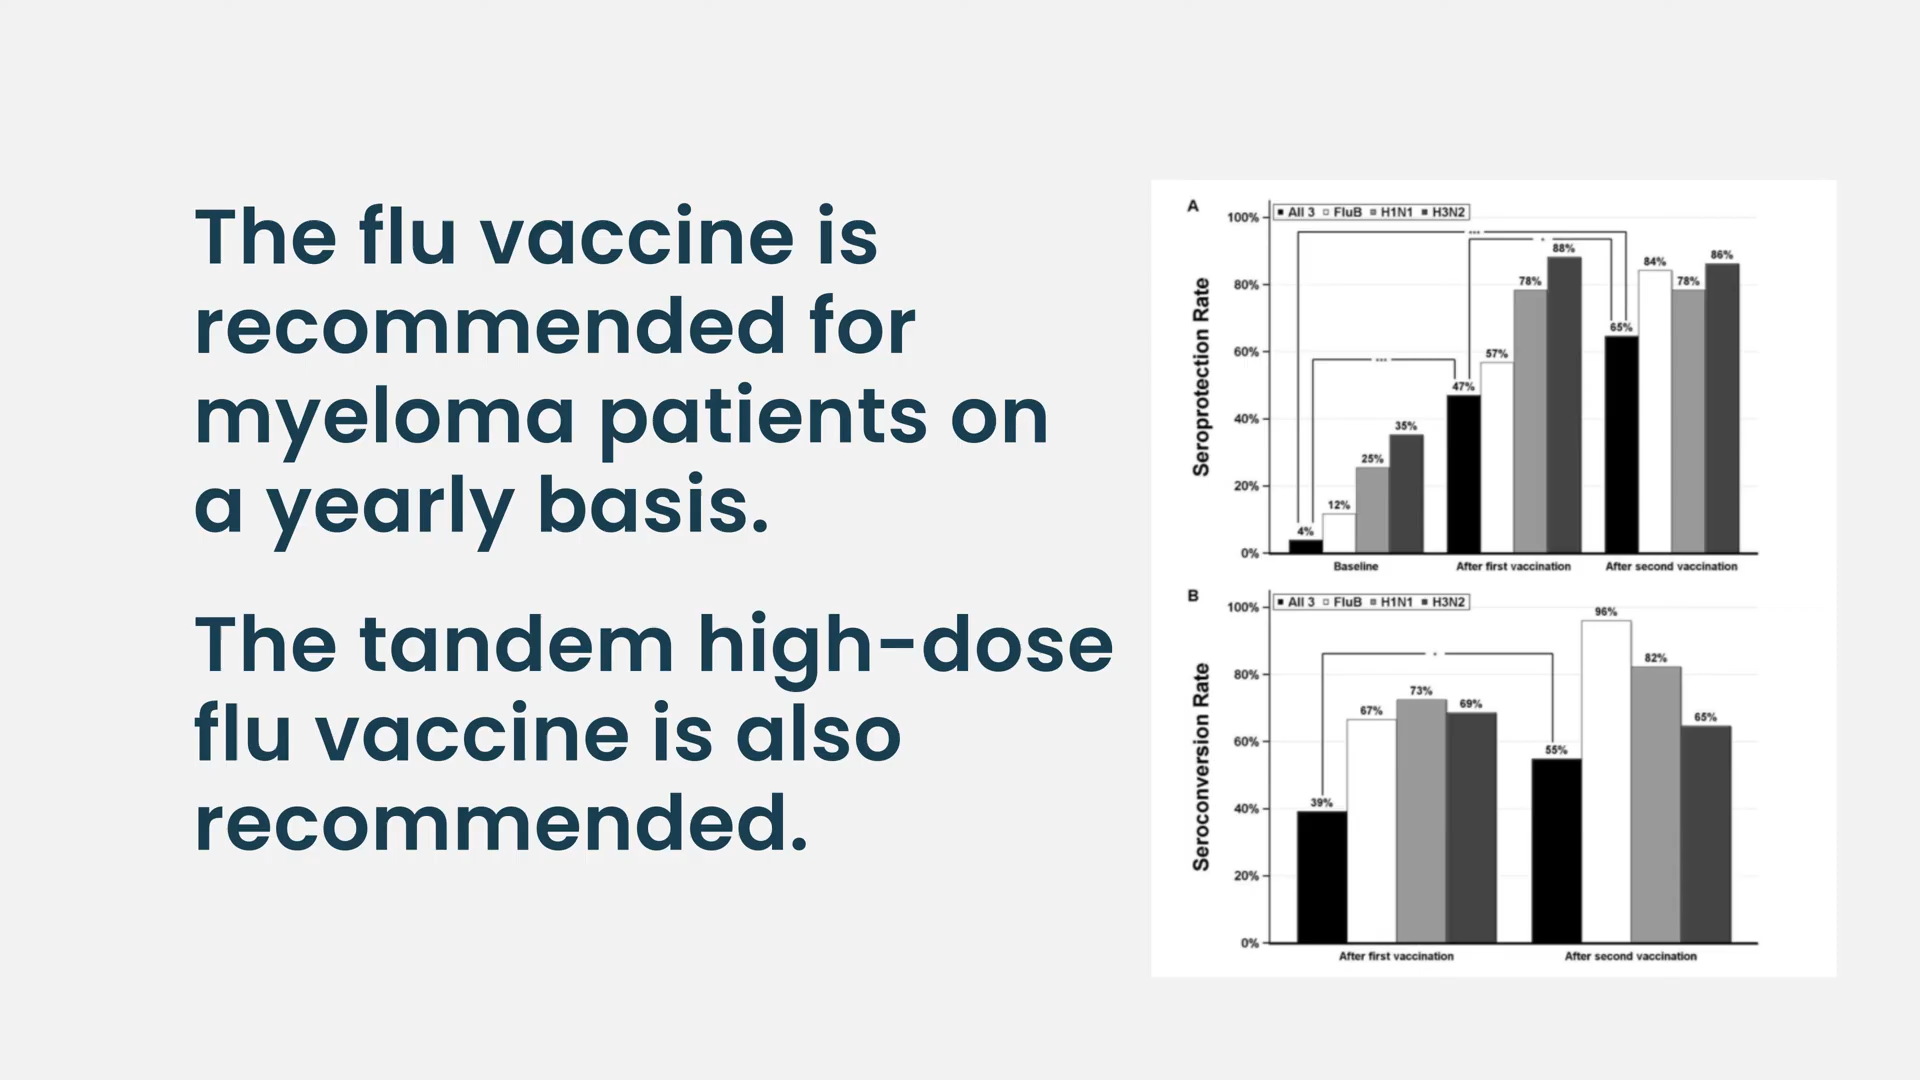 The flu vaccine is
recommended for
myeloma patients on
a yearly basis.
The tandem high-dose
flu vaccine is also
recommended.
A
All 3 FluB H1N1 H3N2
Seroprotection Rate
100%
80%
60%
40%
20%
0%
***
*
***
4%
12%
25%
35%
47%
57%
78%
88%
65%
84%
78%
86%
Baseline
After first vaccination
After second vaccination
B
All 3 FluB H1N1 H3N2
Seroconversion Rate
100%
80%
60%
40%
20%
0%
*
39%
67%
73%
69%
55%
96%
82%
65%
After first vaccination
After second vaccination